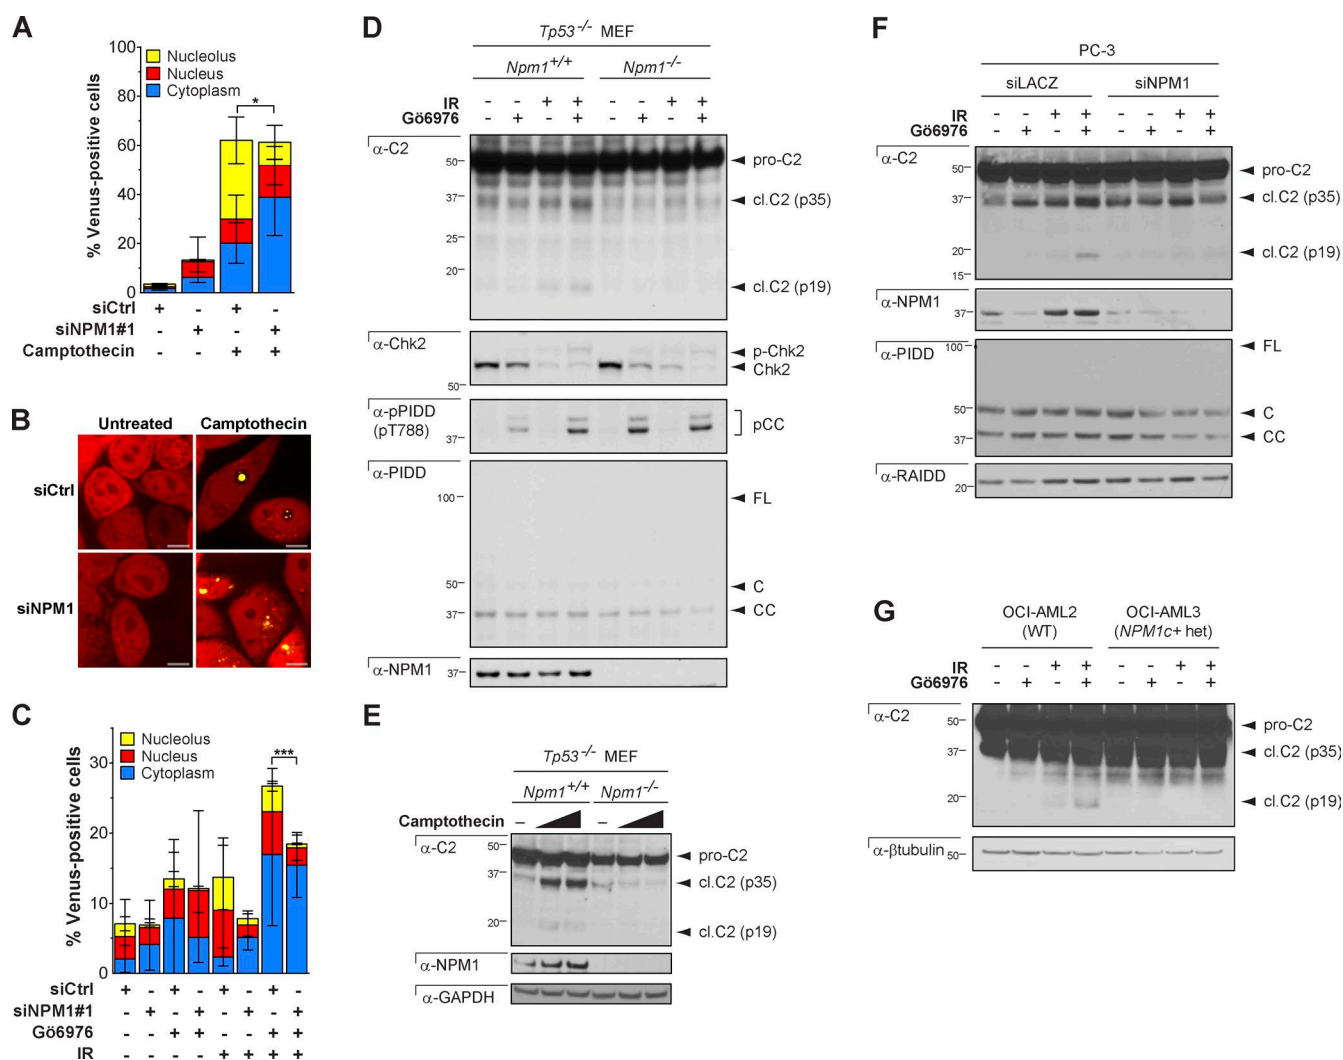 A
% Venus-positive cells
100
80
60
40
20
0
Nucleolus
Nucleus
Cytoplasm
*
siCtrl + - + -
siNPM1#1 - + - +
Camptothecin - - + +
B
Untreated Camptothecin
siCtrl
siNPM1
C
% Venus-positive cells
30
20
10
0
Nucleolus
Nucleus
Cytoplasm
***
siCtrl + - + - + - + -
siNPM1#1 - + - + - + - +
Gö6976 - - + + - - + +
IR - - - - + + + +
D
Tp53-/- MEF
Npm1+/+ Npm1-/-
IR - - + + - - + +
Gö6976 - + - + - + - +
α-C2
50
37
25
20
pro-C2
cl.C2 (p35)
cl.C2 (p19)
α-Chk2
50
p-Chk2
Chk2
α-pPIDD
(pT788)
37
pCC
α-PIDD
100
50
37
FL
C
CC
α-NPM1
37
E
Tp53-/- MEF
Npm1+/+ Npm1-/-
Camptothecin – –
α-C2
50
37
20
pro-C2
cl.C2 (p35)
cl.C2 (p19)
α-NPM1
α-GAPDH
F
PC-3
siLACZ siNPM1
IR - - + + - - + +
Gö6976 - + - + - + - +
α-C2
50
37
20
15
pro-C2
cl.C2 (p35)
cl.C2 (p19)
α-NPM1
37
α-PIDD
100
50
37
FL
C
CC
α-RAIDD
20
G
OCI-AML2 OCI-AML3
(WT) (NPM1c+ het)
IR - - + + - - + +
Gö6976 - + - + - + - +
α-C2
50
37
20
pro-C2
cl.C2 (p35)
cl.C2 (p19)
α-βtubulin
50